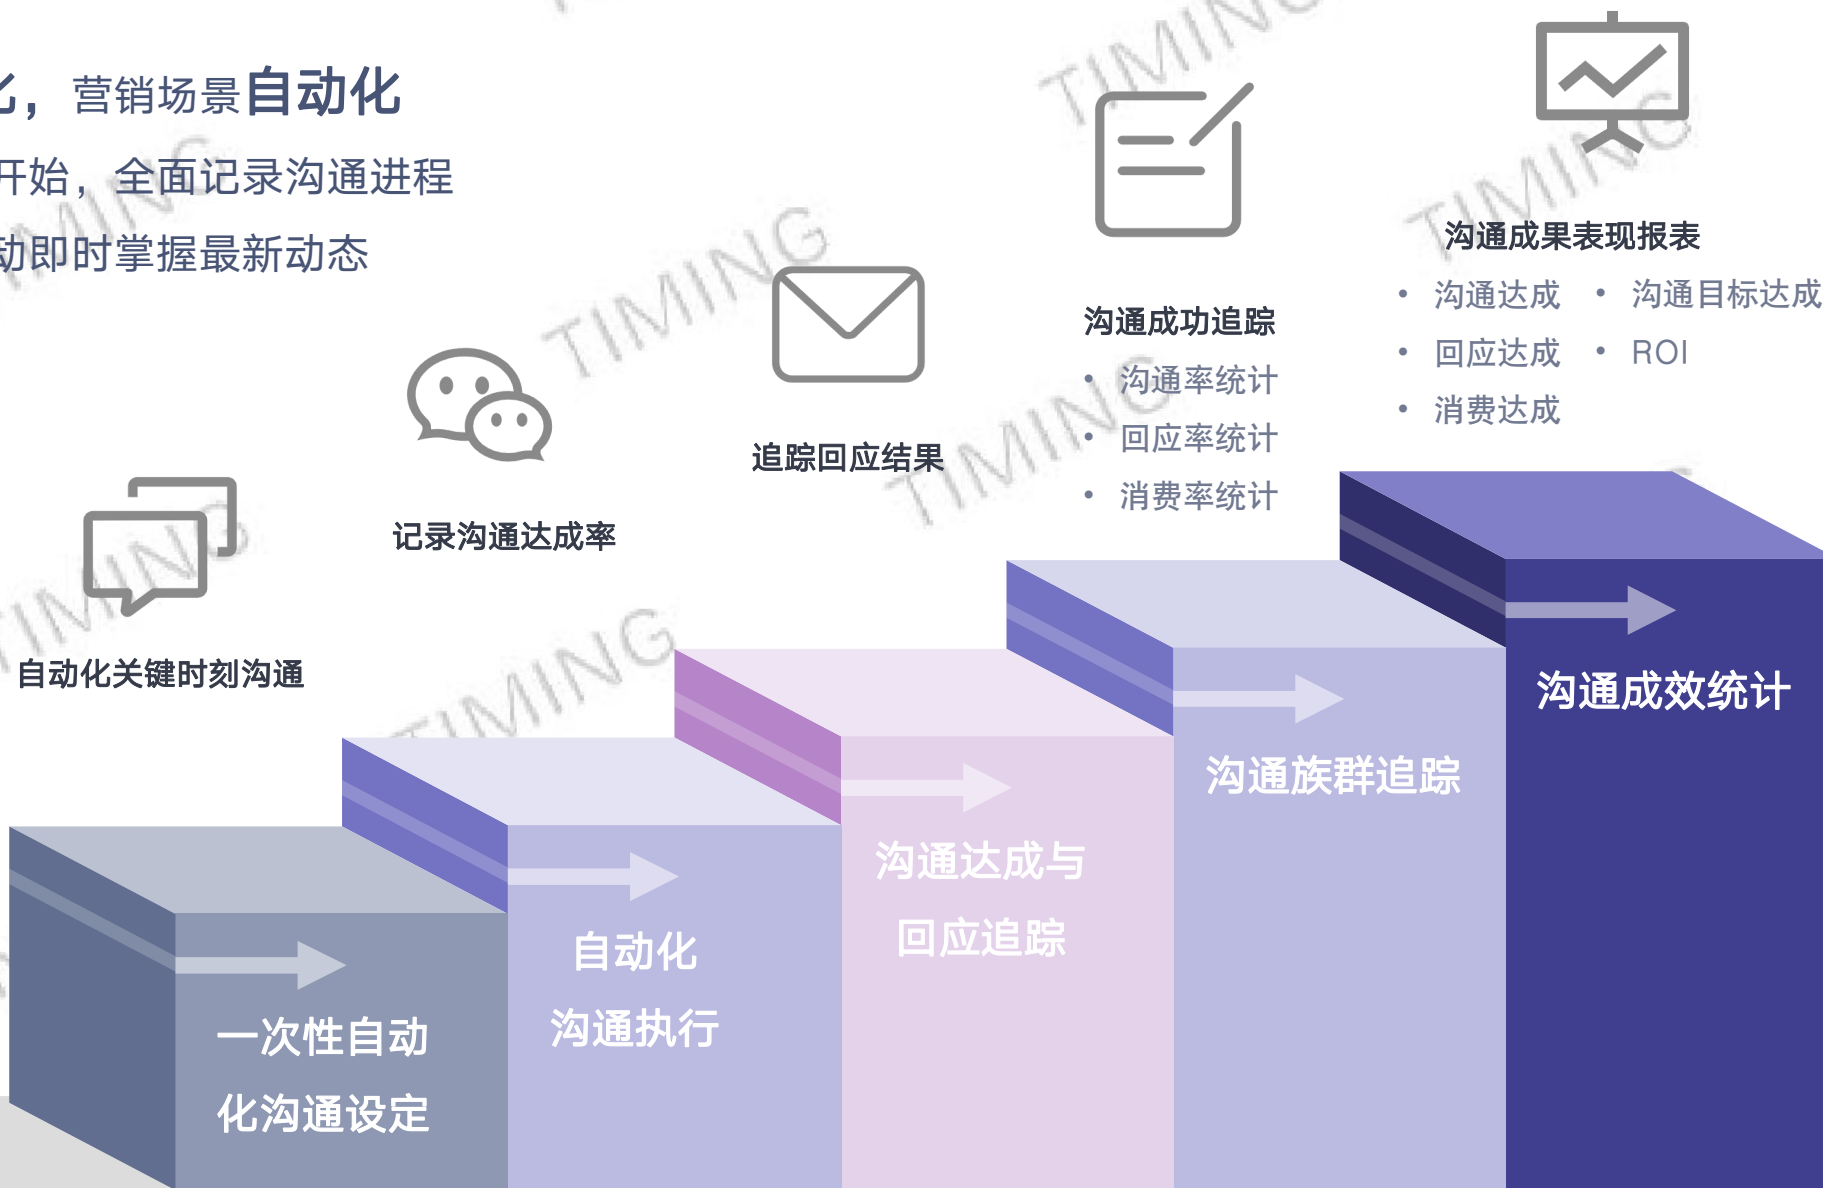 化，营销场景自动化
开始，全面记录沟通进程
动即时掌握最新动态
自动化关键时刻沟通
记录沟通达成率
追踪回应结果
沟通成功追踪
• 沟通率统计
• 回应率统计
• 消费率统计
沟通成果表现报表
• 沟通达成 • 沟通目标达成
• 回应达成 • ROI
• 消费达成
一次性自动
化沟通设定
自动化
沟通执行
沟通达成与
回应追踪
沟通族群追踪
沟通成效统计
TIMING
TIMING
TIMING
TIMING
TIMING
TIMING
TIMING